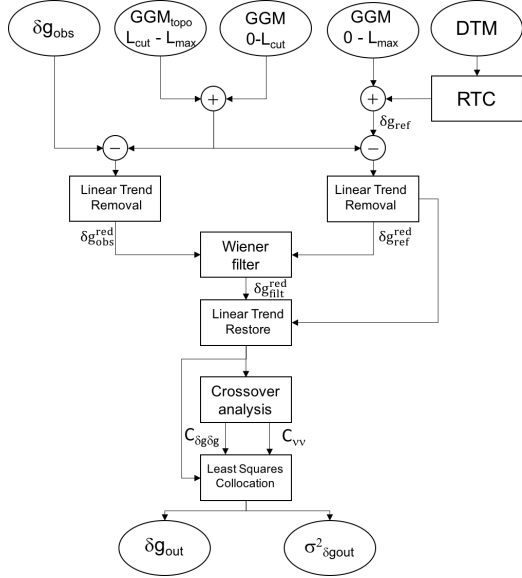 δg_obs
GGM_topo
L_cut - L_max
GGM
0-L_cut
GGM
0 - L_max
DTM
+
+
RTC
δg_ref
−
−
Linear Trend
Removal
Linear Trend
Removal
δg_obs^red
δg_ref^red
Wiener
filter
δg_filt^red
Linear Trend
Restore
Crossover
analysis
C_δgδg
C_νν
Least Squares
Collocation
δg_out
σ²_δgout